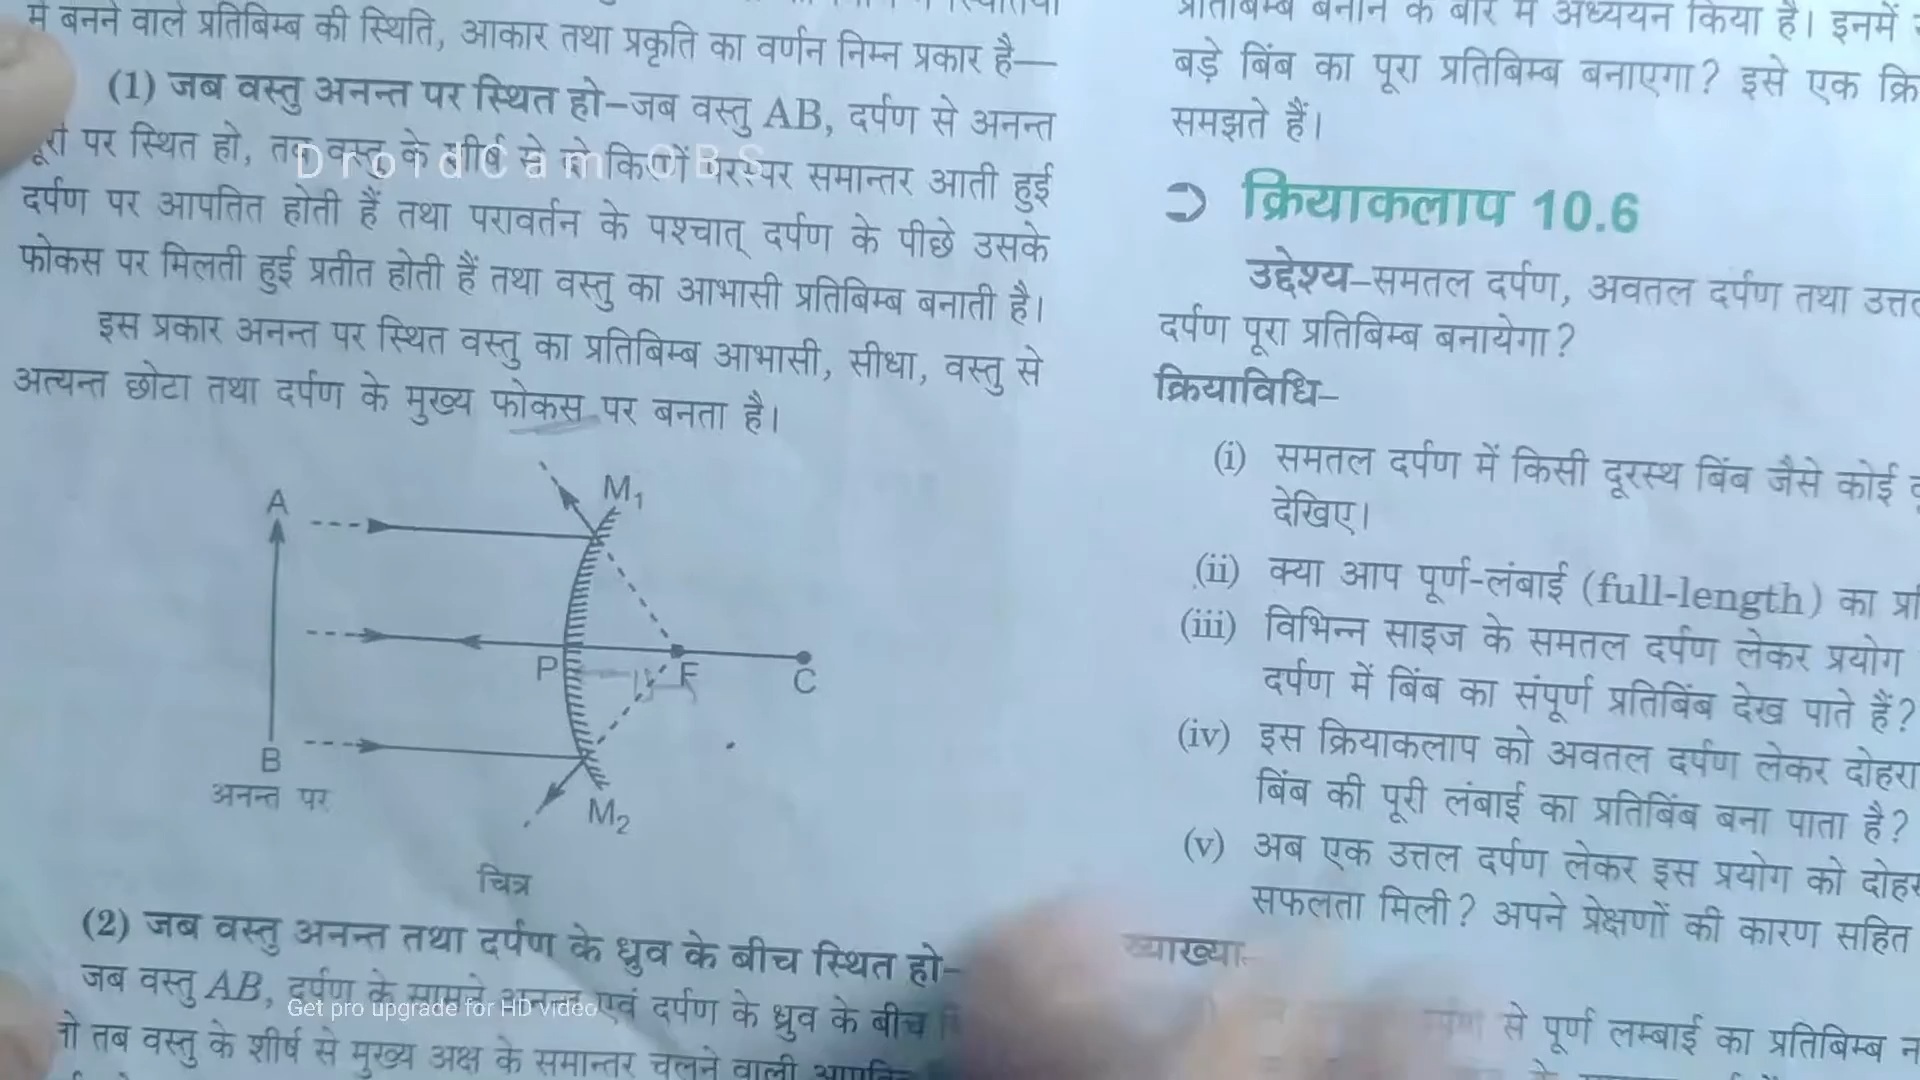 में बनने वाले प्रतिबिम्ब की स्थिति, आकार तथा प्रकृति का वर्णन निम्न प्रकार है—
(1) जब वस्तु अनन्त पर स्थित हो–जब वस्तु AB, दर्पण से अनन्त
पर स्थित हो, तब वस्तु के शीर्ष से दो किरणें परस्पर समान्तर आती हुई
दर्पण पर आपतित होती हैं तथा परावर्तन के पश्चात् दर्पण के पीछे उसके
फोकस पर मिलती हुई प्रतीत होती हैं तथा वस्तु का आभासी प्रतिबिम्ब बनाती है।
इस प्रकार अनन्त पर स्थित वस्तु का प्रतिबिम्ब आभासी, सीधा, वस्तु से
अत्यन्त छोटा तथा दर्पण के मुख्य फोकस पर बनता है।
DroidCam OBS
A
M1
P
F
C
B
अनन्त पर
M2
चित्र
(2) जब वस्तु अनन्त तथा दर्पण के ध्रुव के बीच स्थित हो–
जब वस्तु AB, दर्पण के सामने अनन्त एवं दर्पण के ध्रुव के बीच
तब वस्तु के शीर्ष से मुख्य अक्ष के समान्तर चलने वाली
Get pro upgrade for HD video
प्रतिबिम्ब बनाने के बारे में अध्ययन किया है। इनमें
बड़े बिंब का पूरा प्रतिबिम्ब बनाएगा? इसे एक
समझते हैं।
क्रियाकलाप 10.6
उद्देश्य–समतल दर्पण, अवतल दर्पण तथा
दर्पण पूरा प्रतिबिम्ब बनायेगा?
क्रियाविधि–
(i) समतल दर्पण में किसी दूरस्थ बिंब जैसे कोई
देखिए।
(ii) क्या आप पूर्ण-लंबाई (full-length) का
(iii) विभिन्न साइज के समतल दर्पण लेकर प्रयोग
दर्पण में बिंब का संपूर्ण प्रतिबिंब देख पाते हैं?
(iv) इस क्रियाकलाप को अवतल दर्पण लेकर
बिंब की पूरी लंबाई का प्रतिबिंब बना पाता है?
(v) अब एक उत्तल दर्पण लेकर इस प्रयोग को
सफलता मिली? अपने प्रेक्षणों की कारण सहित
व्याख्या
से पूर्ण लम्बाई का प्रतिबिम्ब